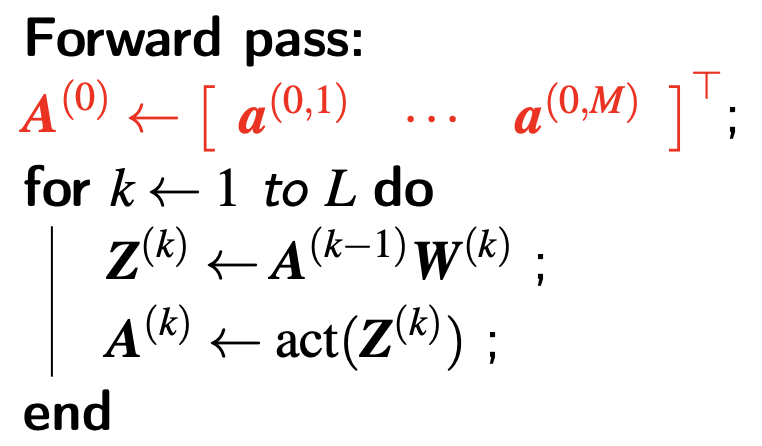 Forward pass:
A^(0) ← [ a^(0,1) ⋯ a^(0,M) ]^⊤ ;
for k ← 1 to L do
Z^(k) ← A^(k−1) W^(k) ;
A^(k) ← act(Z^(k)) ;
end